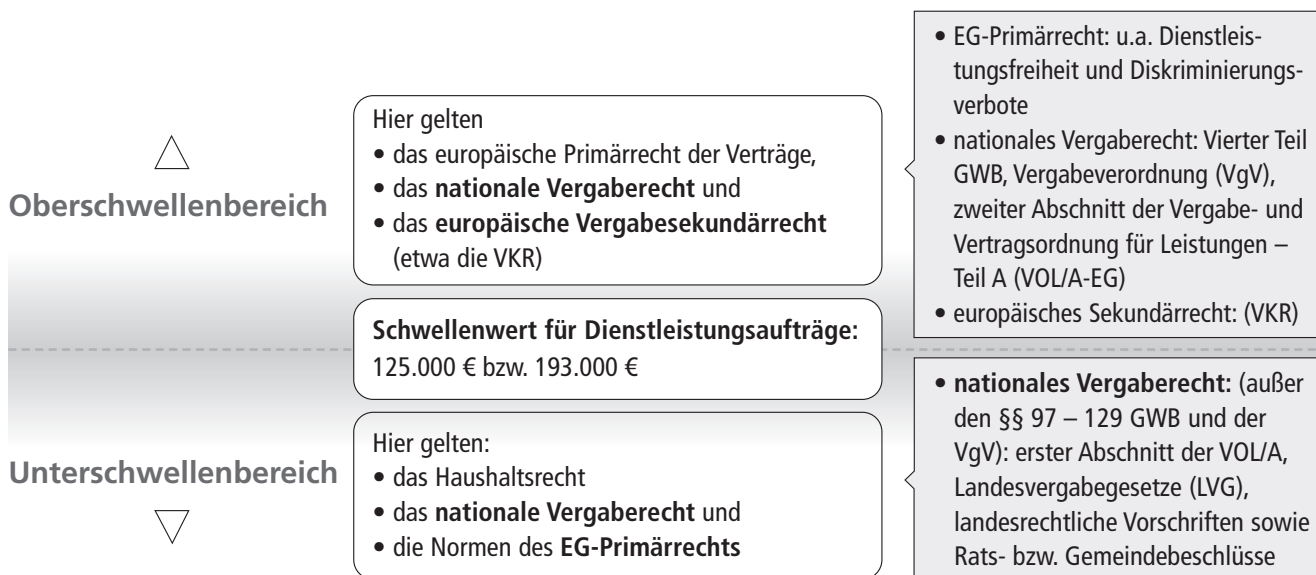 Oberschwellenbereich
Hier gelten
• das europäische Primärrecht der Verträge,
• das nationale Vergaberecht und
• das europäische Vergabesekundärrecht
(etwa die VKR)
• EG-Primärrecht: u.a. Dienstleis-
tungsfreiheit und Diskriminierungs-
verbote
• nationales Vergaberecht: Vierter Teil
GWB, Vergabeverordnung (VgV),
zweiter Abschnitt der Vergabe- und
Vertragsordnung für Leistungen –
Teil A (VOL/A-EG)
• europäisches Sekundärrecht: (VKR)
Schwellenwert für Dienstleistungsaufträge:
125.000 € bzw. 193.000 €
Unterschwellenbereich
Hier gelten:
• das Haushaltsrecht
• das nationale Vergaberecht und
• die Normen des EG-Primärrechts
• nationales Vergaberecht: (außer
den §§ 97 – 129 GWB und der
VgV): erster Abschnitt der VOL/A,
Landesvergabegesetze (LVG),
landesrechtliche Vorschriften sowie
Rats- bzw. Gemeindebeschlüsse